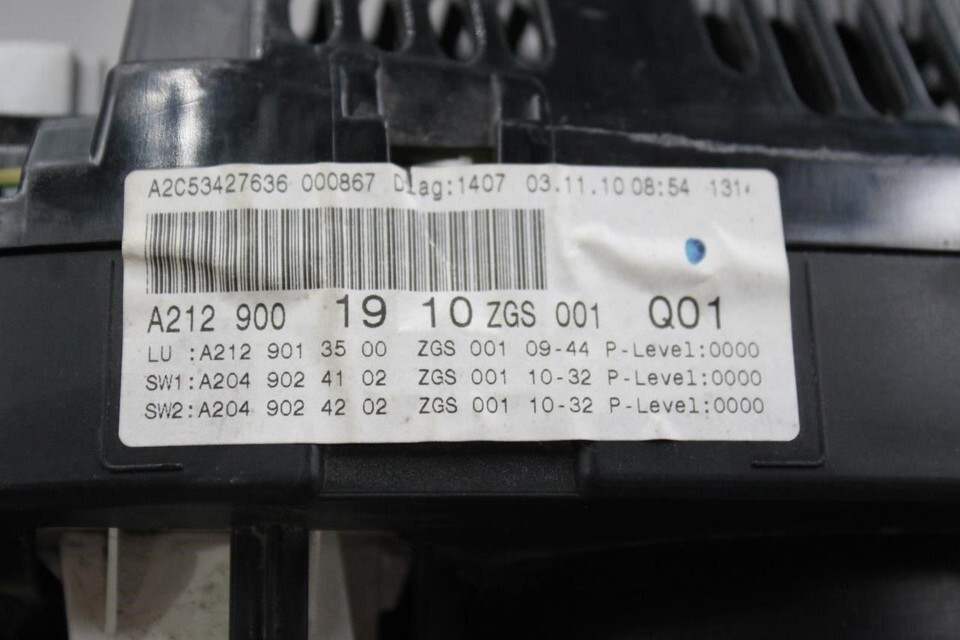 A2C53427636 000867 Diag:1407 03.11.10 08:54 1314
A212 900 19 10 ZGS 001 Q01
LU :A212 901 35 00 ZGS 001 09-44 P-Level:0000
SW1:A204 902 41 02 ZGS 001 10-32 P-Level:0000
SW2:A204 902 42 02 ZGS 001 10-32 P-Level:0000